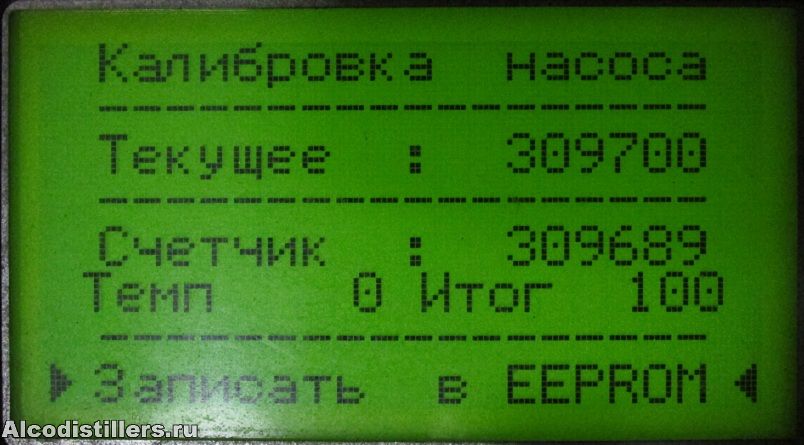 Калибровка насоса
Текущее : 309700
Счетчик : 309689
Темп 0 Итог 100
Записать в EEPROM
Alcodistillers.ru